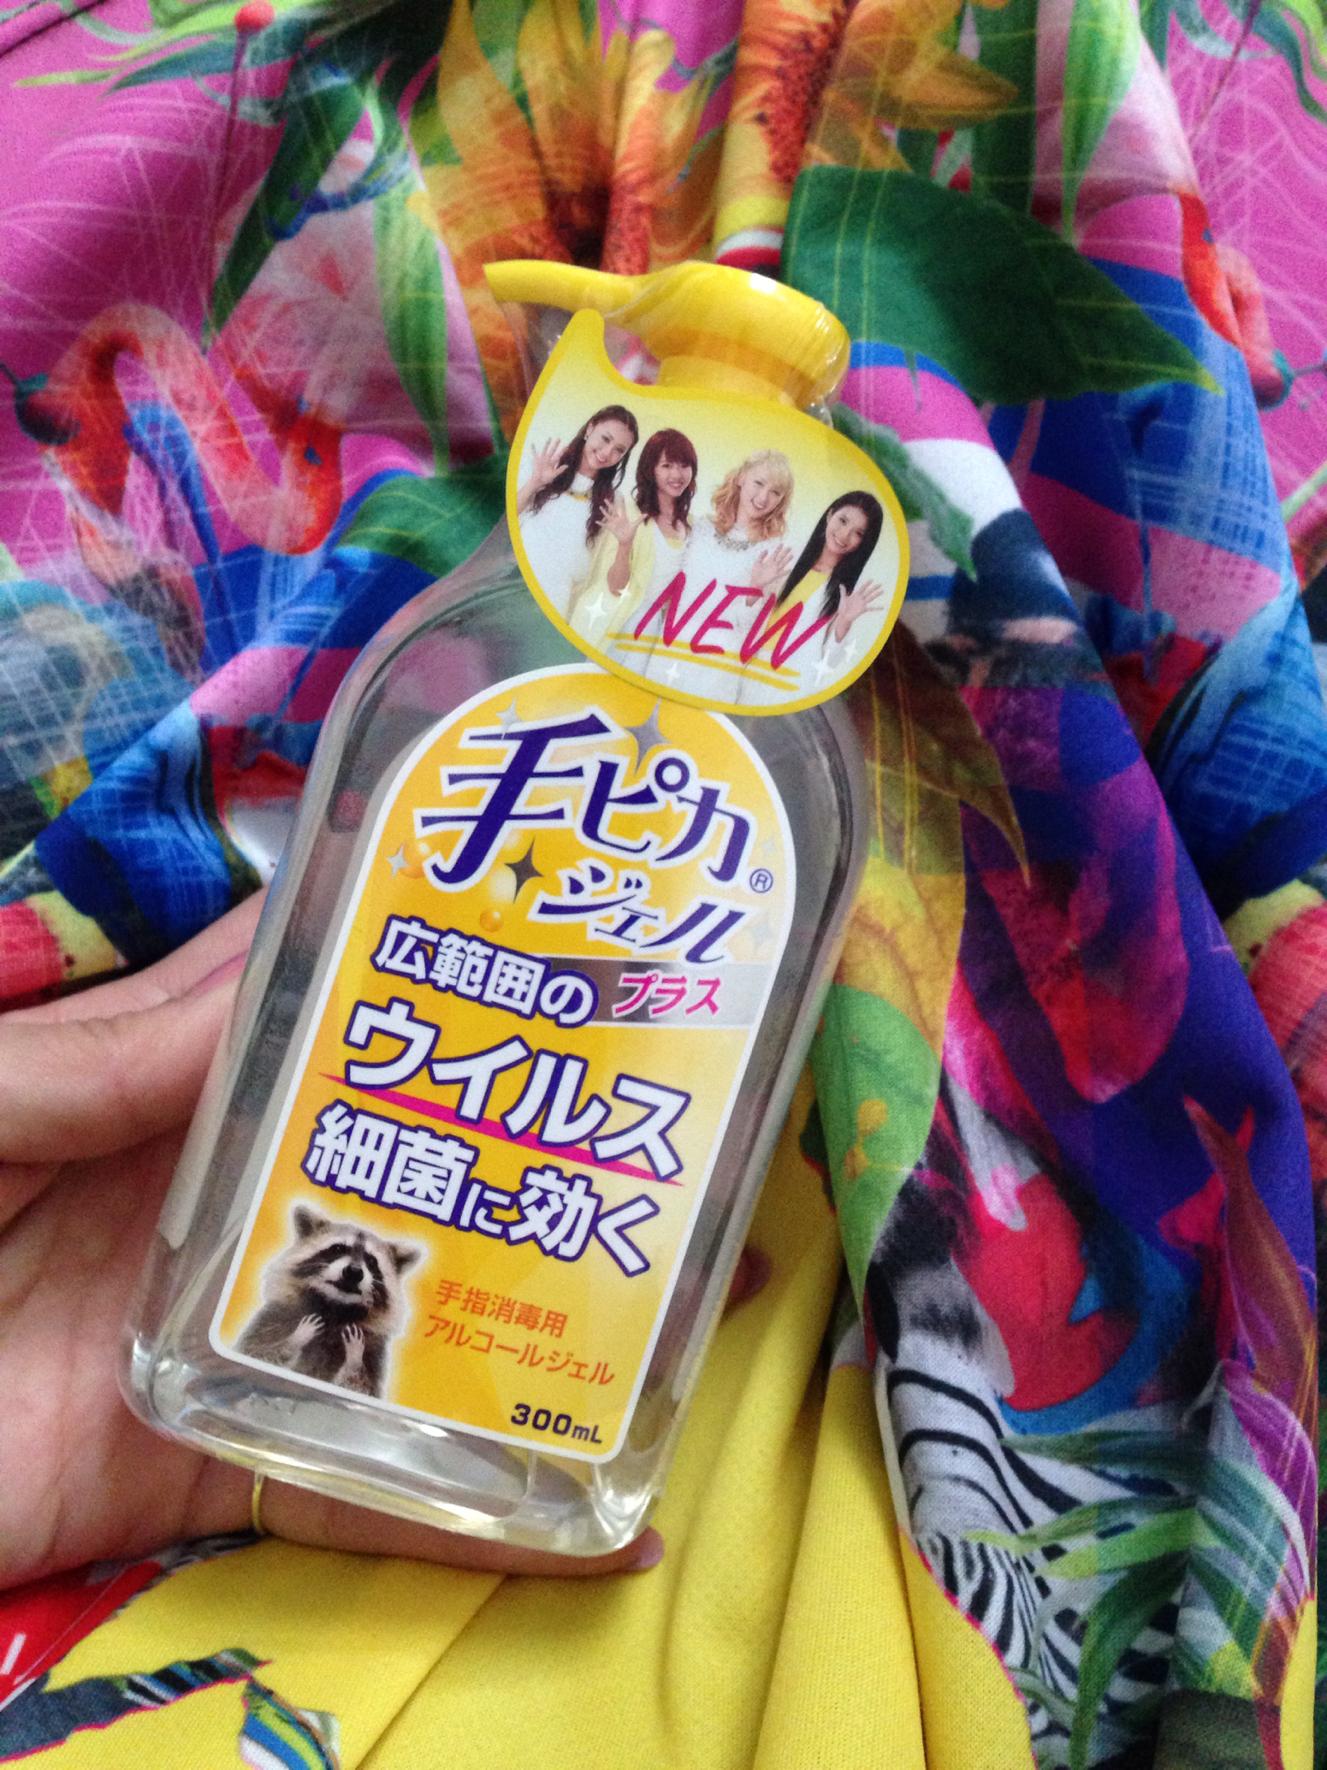 NEW
手ピカ
ジェル®
プラス
広範囲の
ウイルス
細菌に効く
手指消毒用
アルコールジェル
300mL